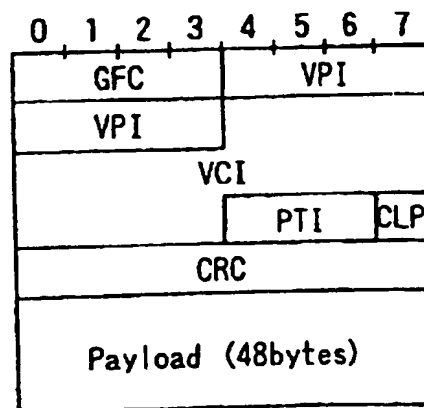 0 1 2 3 4 5 6 7
GFC VPI
VPI
VCI
PTI CLP
CRC
Payload (48bytes)